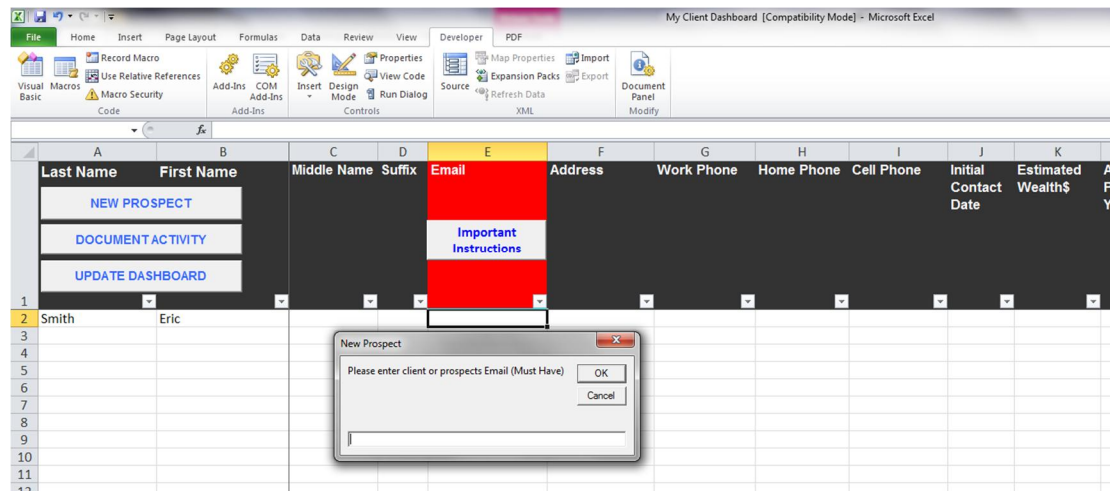 My Client Dashboard [Compatibility Mode] - Microsoft Excel
File Home Insert Page Layout Formulas Data Review View Developer PDF
Visual Basic
Macros
Record Macro
Use Relative References
Macro Security
Code
Add-Ins
COM Add-Ins
Add-Ins
Insert
Design Mode
Properties
View Code
Run Dialog
Controls
Source
Map Properties
Expansion Packs
Refresh Data
Import
Export
XML
Document Panel
Modify
fx
A B C D E F G H I J K
Last Name First Name Middle Name Suffix Email Address Work Phone Home Phone Cell Phone Initial Contact Date Estimated Wealth$
NEW PROSPECT
DOCUMENT ACTIVITY
UPDATE DASHBOARD
Important
Instructions
1
2 Smith Eric
3
4
5
6
7
8
9
10
11
12
New Prospect
Please enter client or prospects Email (Must Have)
OK
Cancel